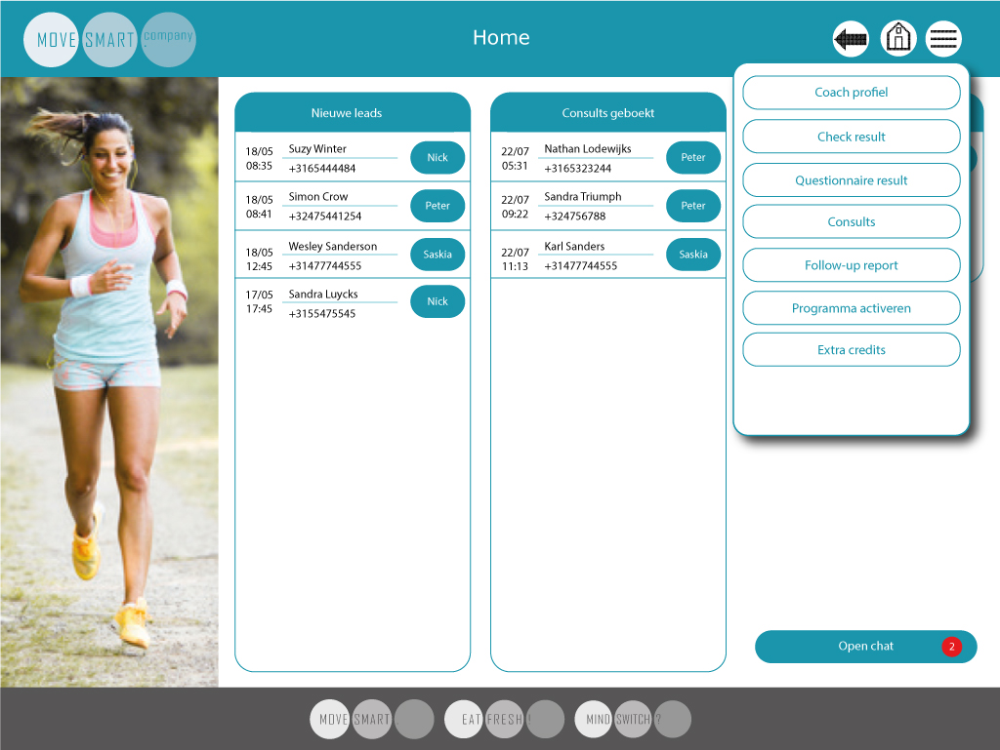 MOVE SMART .company
Home
Nieuwe leads
18/05
08:35
Suzy Winter
+3165444484
Nick
18/05
08:41
Simon Crow
+32475441254
Peter
18/05
12:45
Wesley Sanderson
+31477744555
Saskia
17/05
17:45
Sandra Luycks
+3155475545
Nick
Consults geboekt
22/07
05:31
Nathan Lodewijks
+3165323244
Peter
22/07
09:22
Sandra Triumph
+324756788
Peter
22/07
11:13
Karl Sanders
+31477744555
Saskia
Coach profiel
Check result
Questionnaire result
Consults
Follow-up report
Programma activeren
Extra credits
Open chat
2
MOVE SMART
EAT FRESH !
MIND SWITCH ?